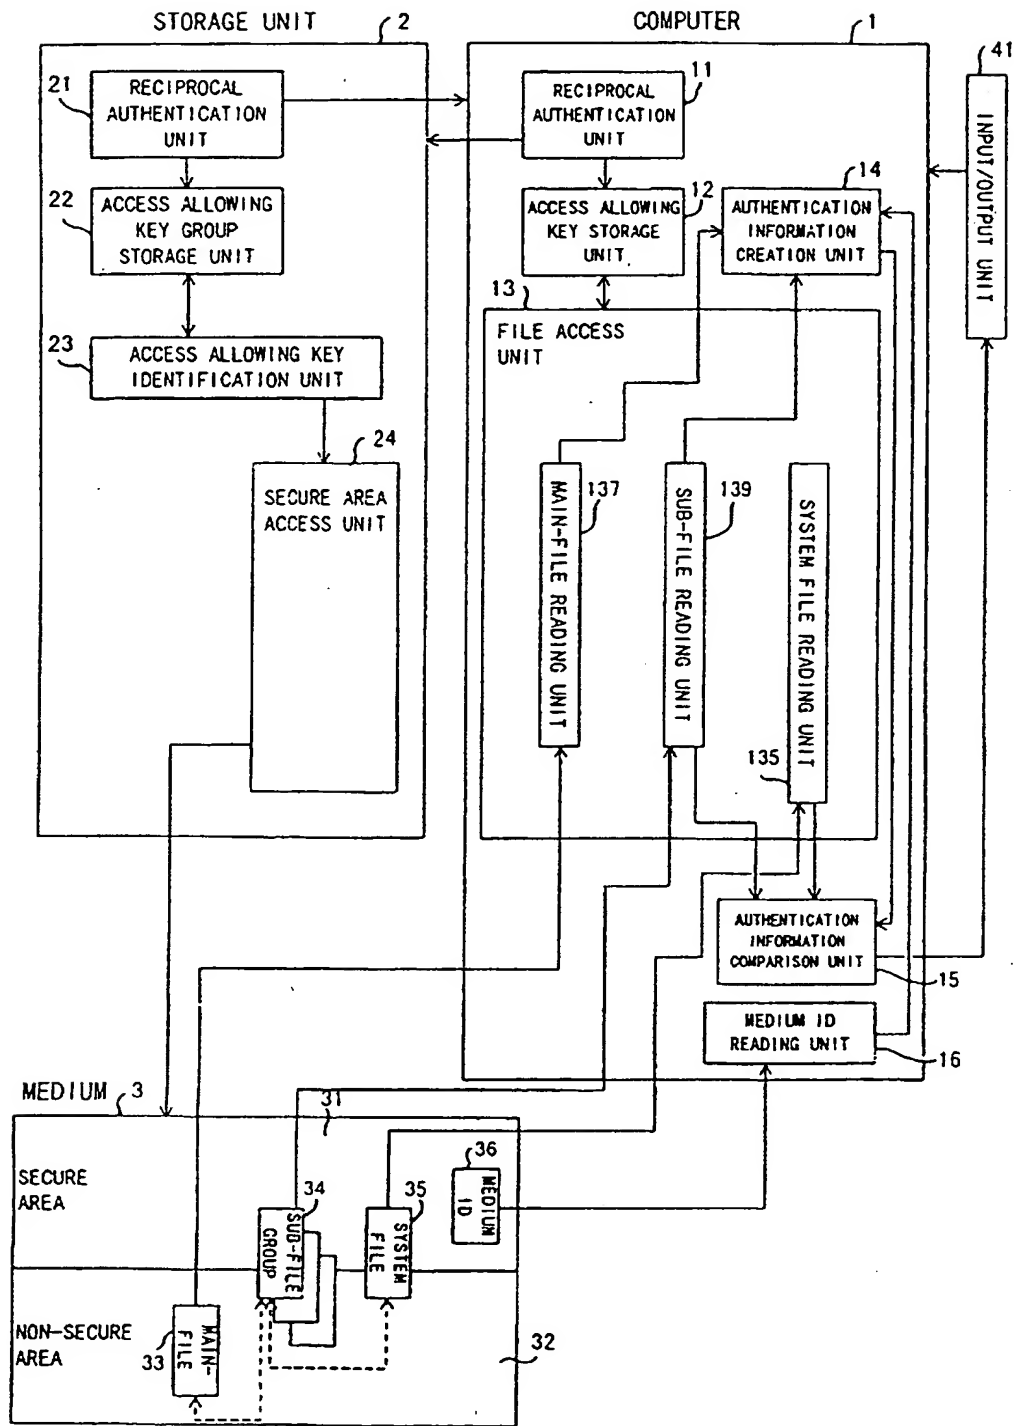 STORAGE UNIT
2
21
RECIPROCAL
AUTHENTICATION
UNIT
22
ACCESS ALLOWING
KEY GROUP
STORAGE UNIT
23
ACCESS ALLOWING KEY
IDENTIFICATION UNIT
24
SECURE AREA
ACCESS UNIT
COMPUTER
1
11
RECIPROCAL
AUTHENTICATION
UNIT
12
ACCESS ALLOWING
KEY STORAGE
UNIT
14
AUTHENTICATION
INFORMATION
CREATION UNIT
13
FILE ACCESS
UNIT
137
MAIN-FILE READING UNIT
139
SUB-FILE READING UNIT
135
SYSTEM FILE READING UNIT
AUTHENTICATION
INFORMATION
COMPARISON UNIT
15
MEDIUM ID
READING UNIT
16
41
INPUT/OUTPUT UNIT
MEDIUM
3
31
SECURE
AREA
34
SUB-FILE
GROUP
35
SYSTEM
FILE
36
MEDIUM
ID
NON-SECURE
AREA
33
MAIN-
FILE
32